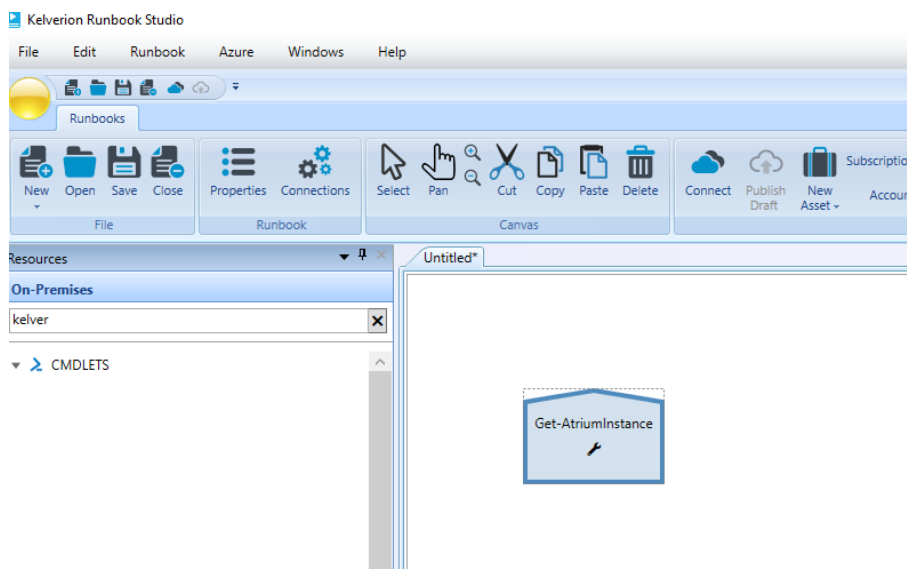 Kelverion Runbook Studio
File Edit Runbook Azure Windows Help
Runbooks
New Open Save Close Properties Connections Select Pan Cut Copy Paste Delete Connect Publish Draft New Asset Subscriptio
Accour
File Runbook Canvas
Resources
Untitled*
On-Premises
kelver
CMDLETS
Get-AtriumInstance